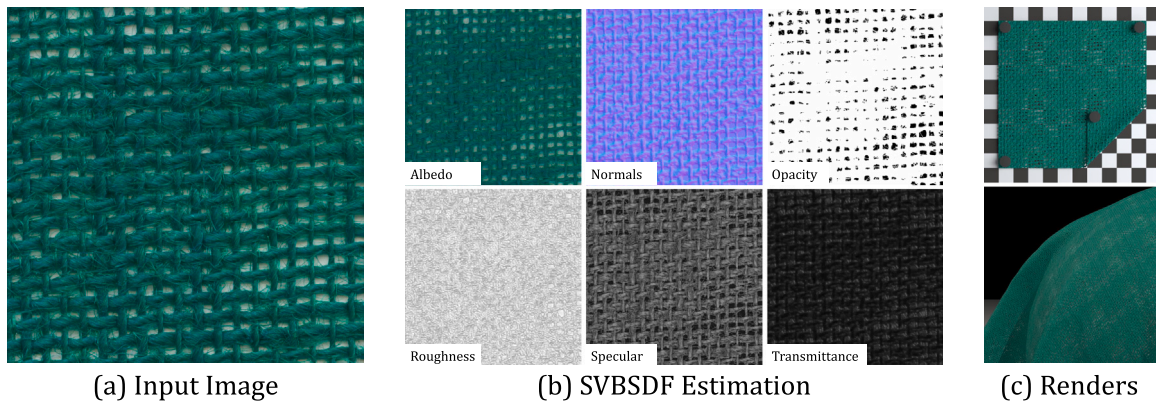 Albedo
Normals
Opacity
Roughness
Specular
Transmittance
(a) Input Image
(b) SVBSDF Estimation
(c) Renders